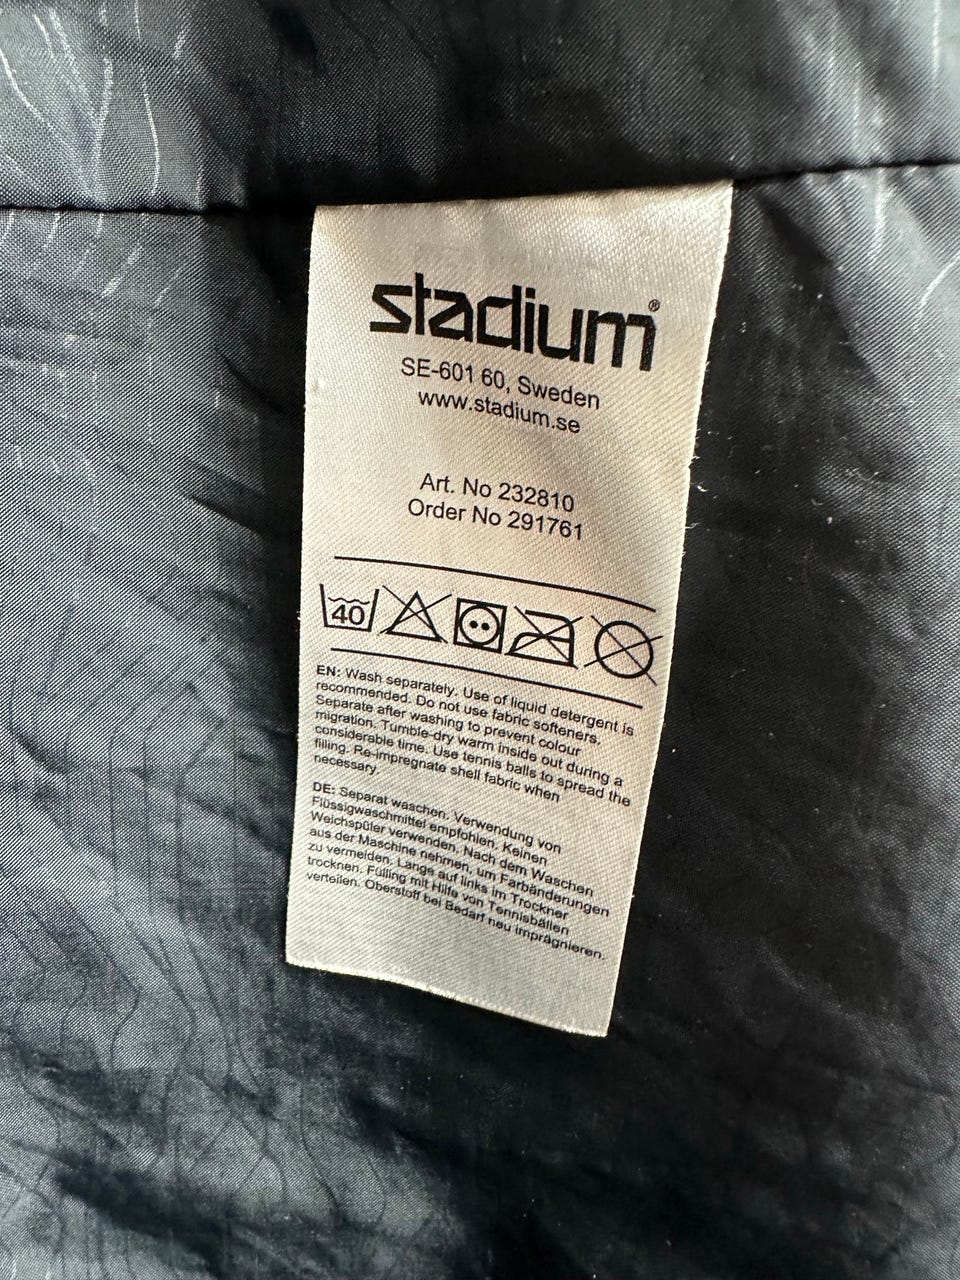 stadium®
SE-601 60, Sweden
www.stadium.se
Art. No 232810
Order No 291761
40
EN: Wash separately. Use of liquid detergent is
recommended. Do not use fabric softeners.
Separate after washing to prevent colour
migration. Tumble-dry warm inside out during a
considerable time. Use tennis balls to spread the
filling. Re-impregnate shell fabric when
necessary.
DE: Separat waschen. Verwendung von
Flüssigwaschmittel empfohlen. Keinen
Weichspüler verwenden. Nach dem Waschen
aus der Maschine nehmen, um Farbänderungen
zu vermeiden. Lange auf links im Trockner
trocknen. Füllung mit Hilfe von Tennisbällen
verteilen. Oberstoff bei Bedarf neu imprägnieren.